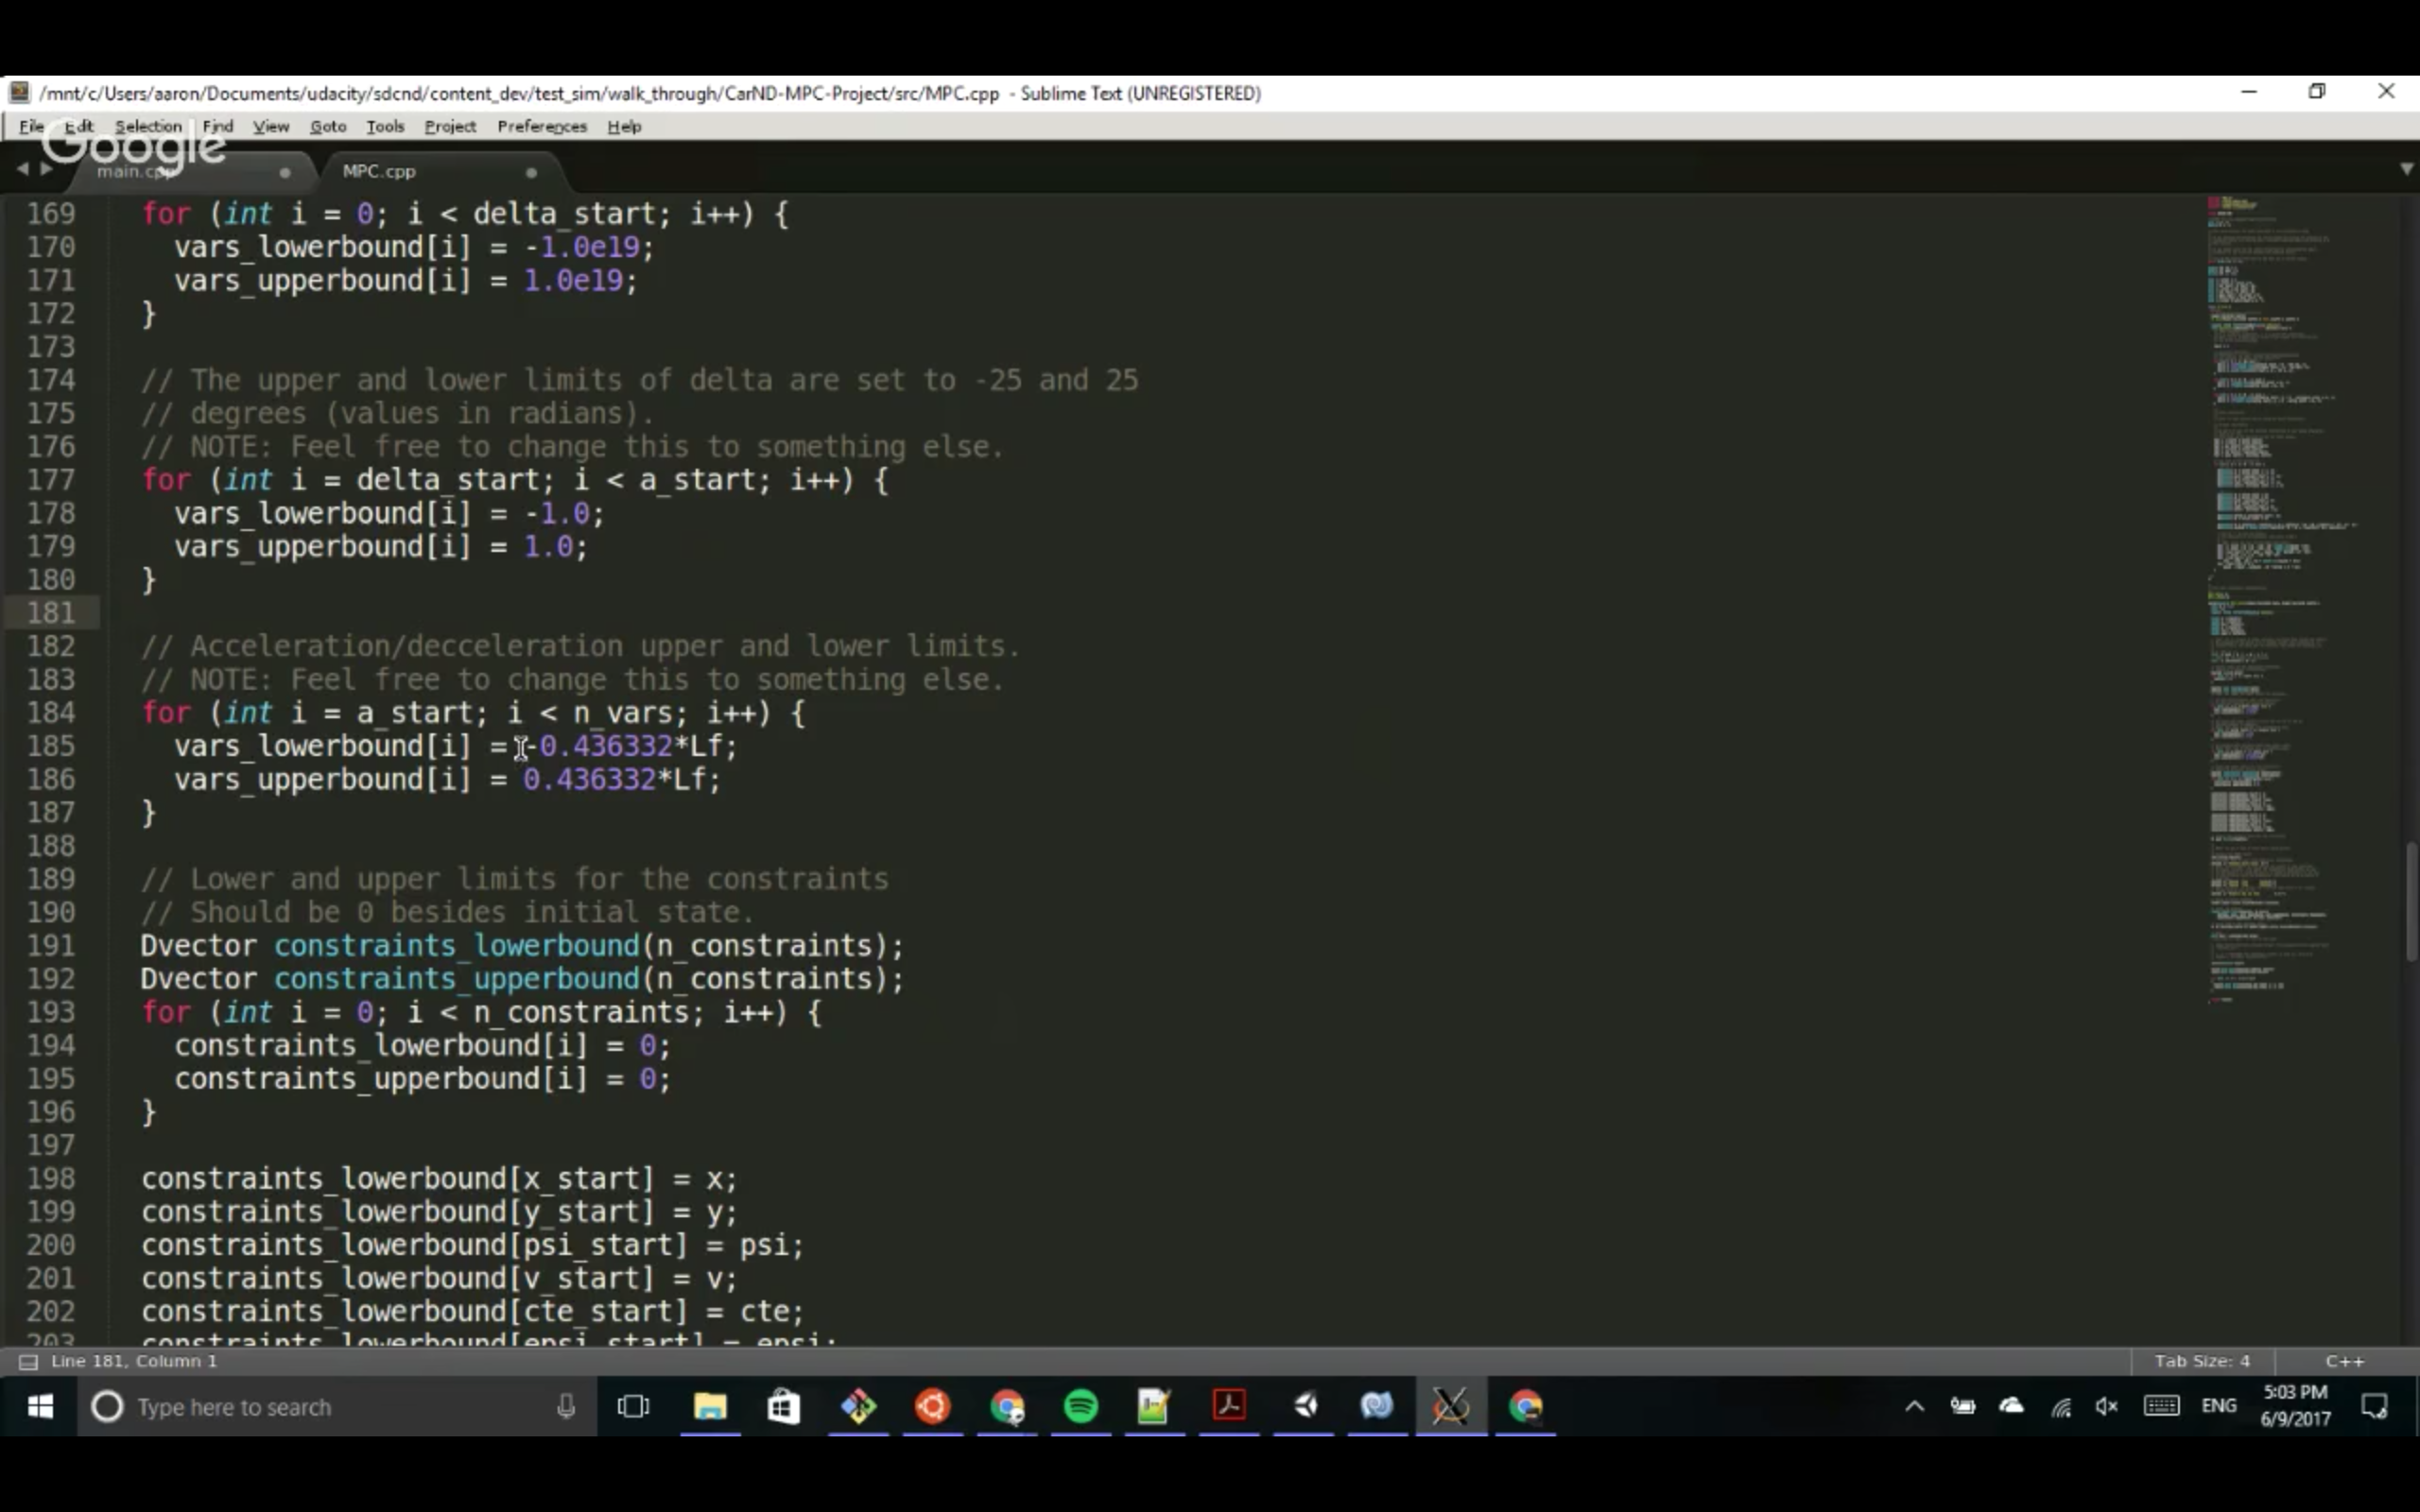 /mnt/c/Users/aaron/Documents/udacity/sdcnd/content_dev/test_sim/walk_through/CarND-MPC-Project/src/MPC.cpp - Sublime Text (UNREGISTERED)
File Edit Selection Find View Goto Tools Project Preferences Help
Google
main.cpp MPC.cpp
169 for (int i = 0; i < delta_start; i++) {
170 vars_lowerbound[i] = -1.0e19;
171 vars_upperbound[i] = 1.0e19;
172 }
173
174 // The upper and lower limits of delta are set to -25 and 25
175 // degrees (values in radians).
176 // NOTE: Feel free to change this to something else.
177 for (int i = delta_start; i < a_start; i++) {
178 vars_lowerbound[i] = -1.0;
179 vars_upperbound[i] = 1.0;
180 }
181
182 // Acceleration/decceleration upper and lower limits.
183 // NOTE: Feel free to change this to something else.
184 for (int i = a_start; i < n_vars; i++) {
185 vars_lowerbound[i] = -0.436332*Lf;
186 vars_upperbound[i] = 0.436332*Lf;
187 }
188
189 // Lower and upper limits for the constraints
190 // Should be 0 besides initial state.
191 Dvector constraints_lowerbound(n_constraints);
192 Dvector constraints_upperbound(n_constraints);
193 for (int i = 0; i < n_constraints; i++) {
194 constraints_lowerbound[i] = 0;
195 constraints_upperbound[i] = 0;
196 }
197
198 constraints_lowerbound[x_start] = x;
199 constraints_lowerbound[y_start] = y;
200 constraints_lowerbound[psi_start] = psi;
201 constraints_lowerbound[v_start] = v;
202 constraints_lowerbound[cte_start] = cte;
203 constraints_lowerbound[epsi_start] = epsi;
Line 181, Column 1 Tab Size: 4 C++
Type here to search ENG 5:03 PM
6/9/2017